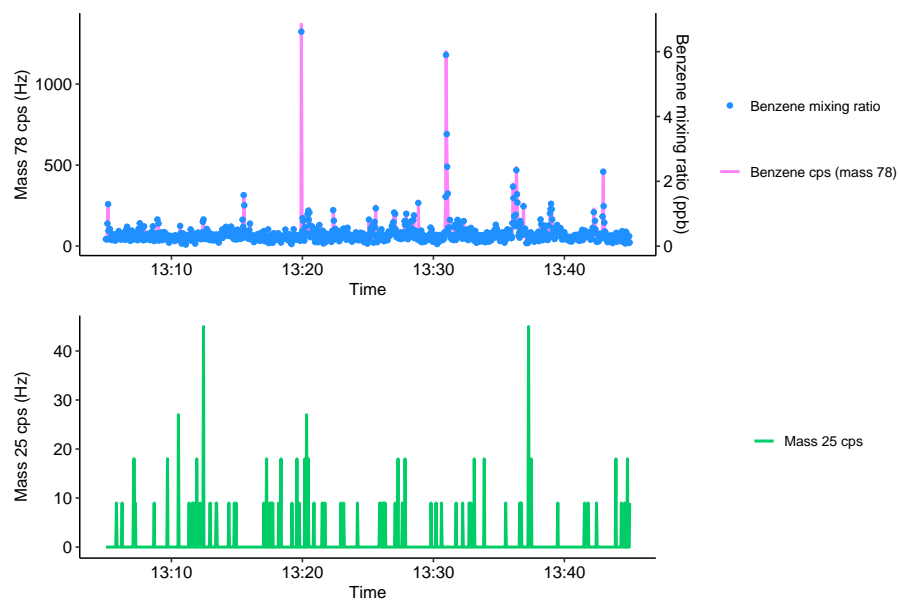 Mass 78 cps (Hz)
1000
500
0
Benzene mixing
ratio (ppb)
6
4
2
0
13:10 13:20 13:30 13:40
Time
Benzene mixing ratio
Benzene cps (mass 78)
Mass 25 cps (Hz)
40
30
20
10
0
13:10 13:20 13:30 13:40
Time
Mass 25 cps